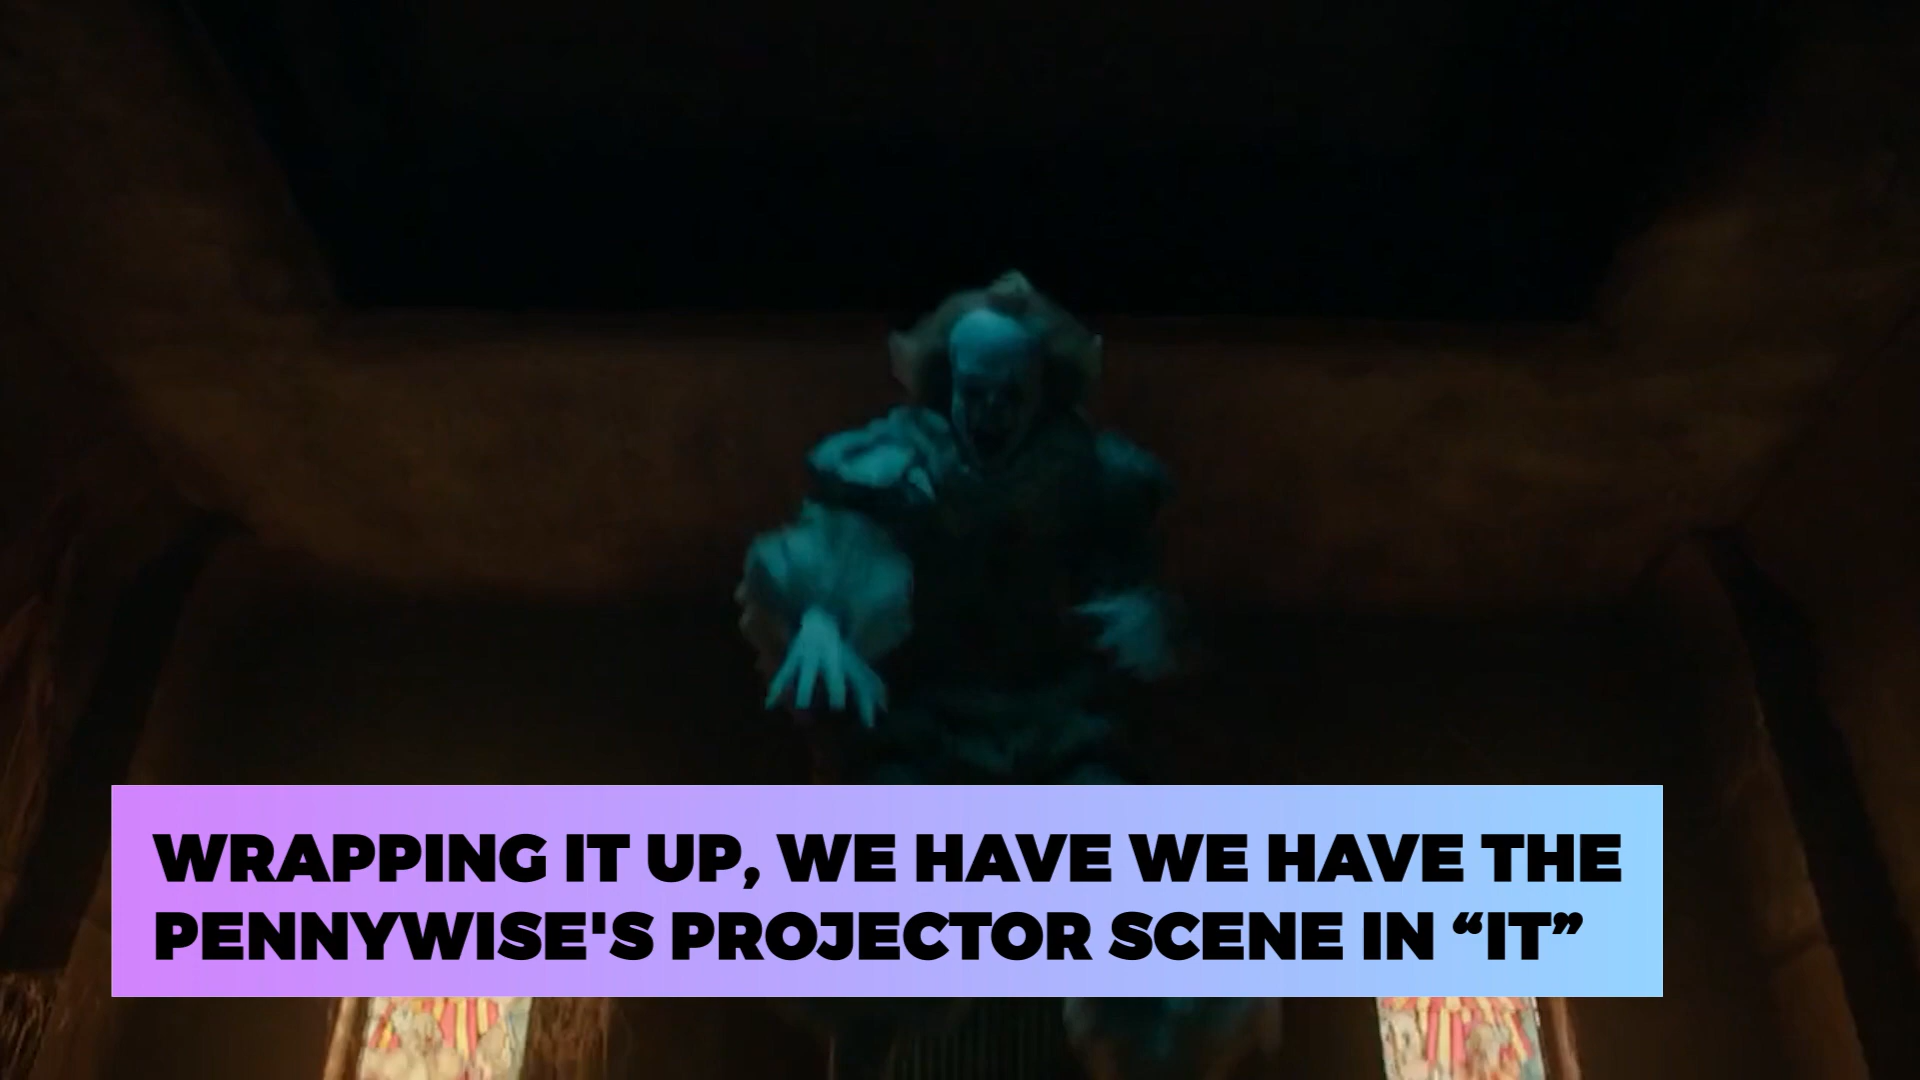 WRAPPING IT UP, WE HAVE WE HAVE THE
PENNYWISE'S PROJECTOR SCENE IN “IT”